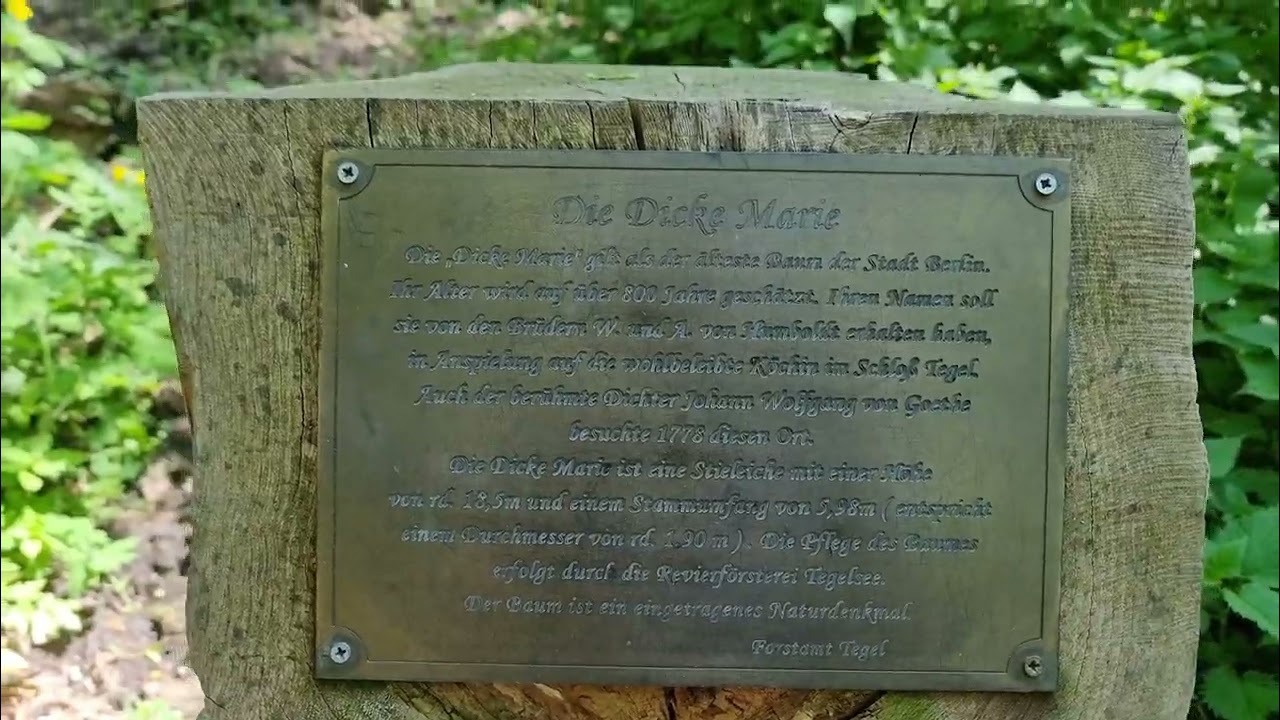 Die Dicke Marie
Die „Dicke Marie" gilt als der älteste Baum der Stadt Berlin.
Ihr Alter wird auf über 800 Jahre geschätzt. Ihren Namen soll
sie von den Brüdern W. und A. von Humboldt erhalten haben,
in Anspielung auf die wohlbeleibte Köchin im Schloß Tegel.
Auch der berühmte Dichter Johann Wolfgang von Goethe
besuchte 1778 diesen Ort.
Die Dicke Marie ist eine Stieleiche mit einer Höhe
von rd. 18,5m und einem Stammumfang von 5,98m ( entspricht
einem Durchmesser von rd. 1,90 m ) . Die Pflege des Baumes
erfolgt durch die Revierförsterei Tegelsee.
Der Baum ist ein eingetragenes Naturdenkmal.
Forstamt Tegel